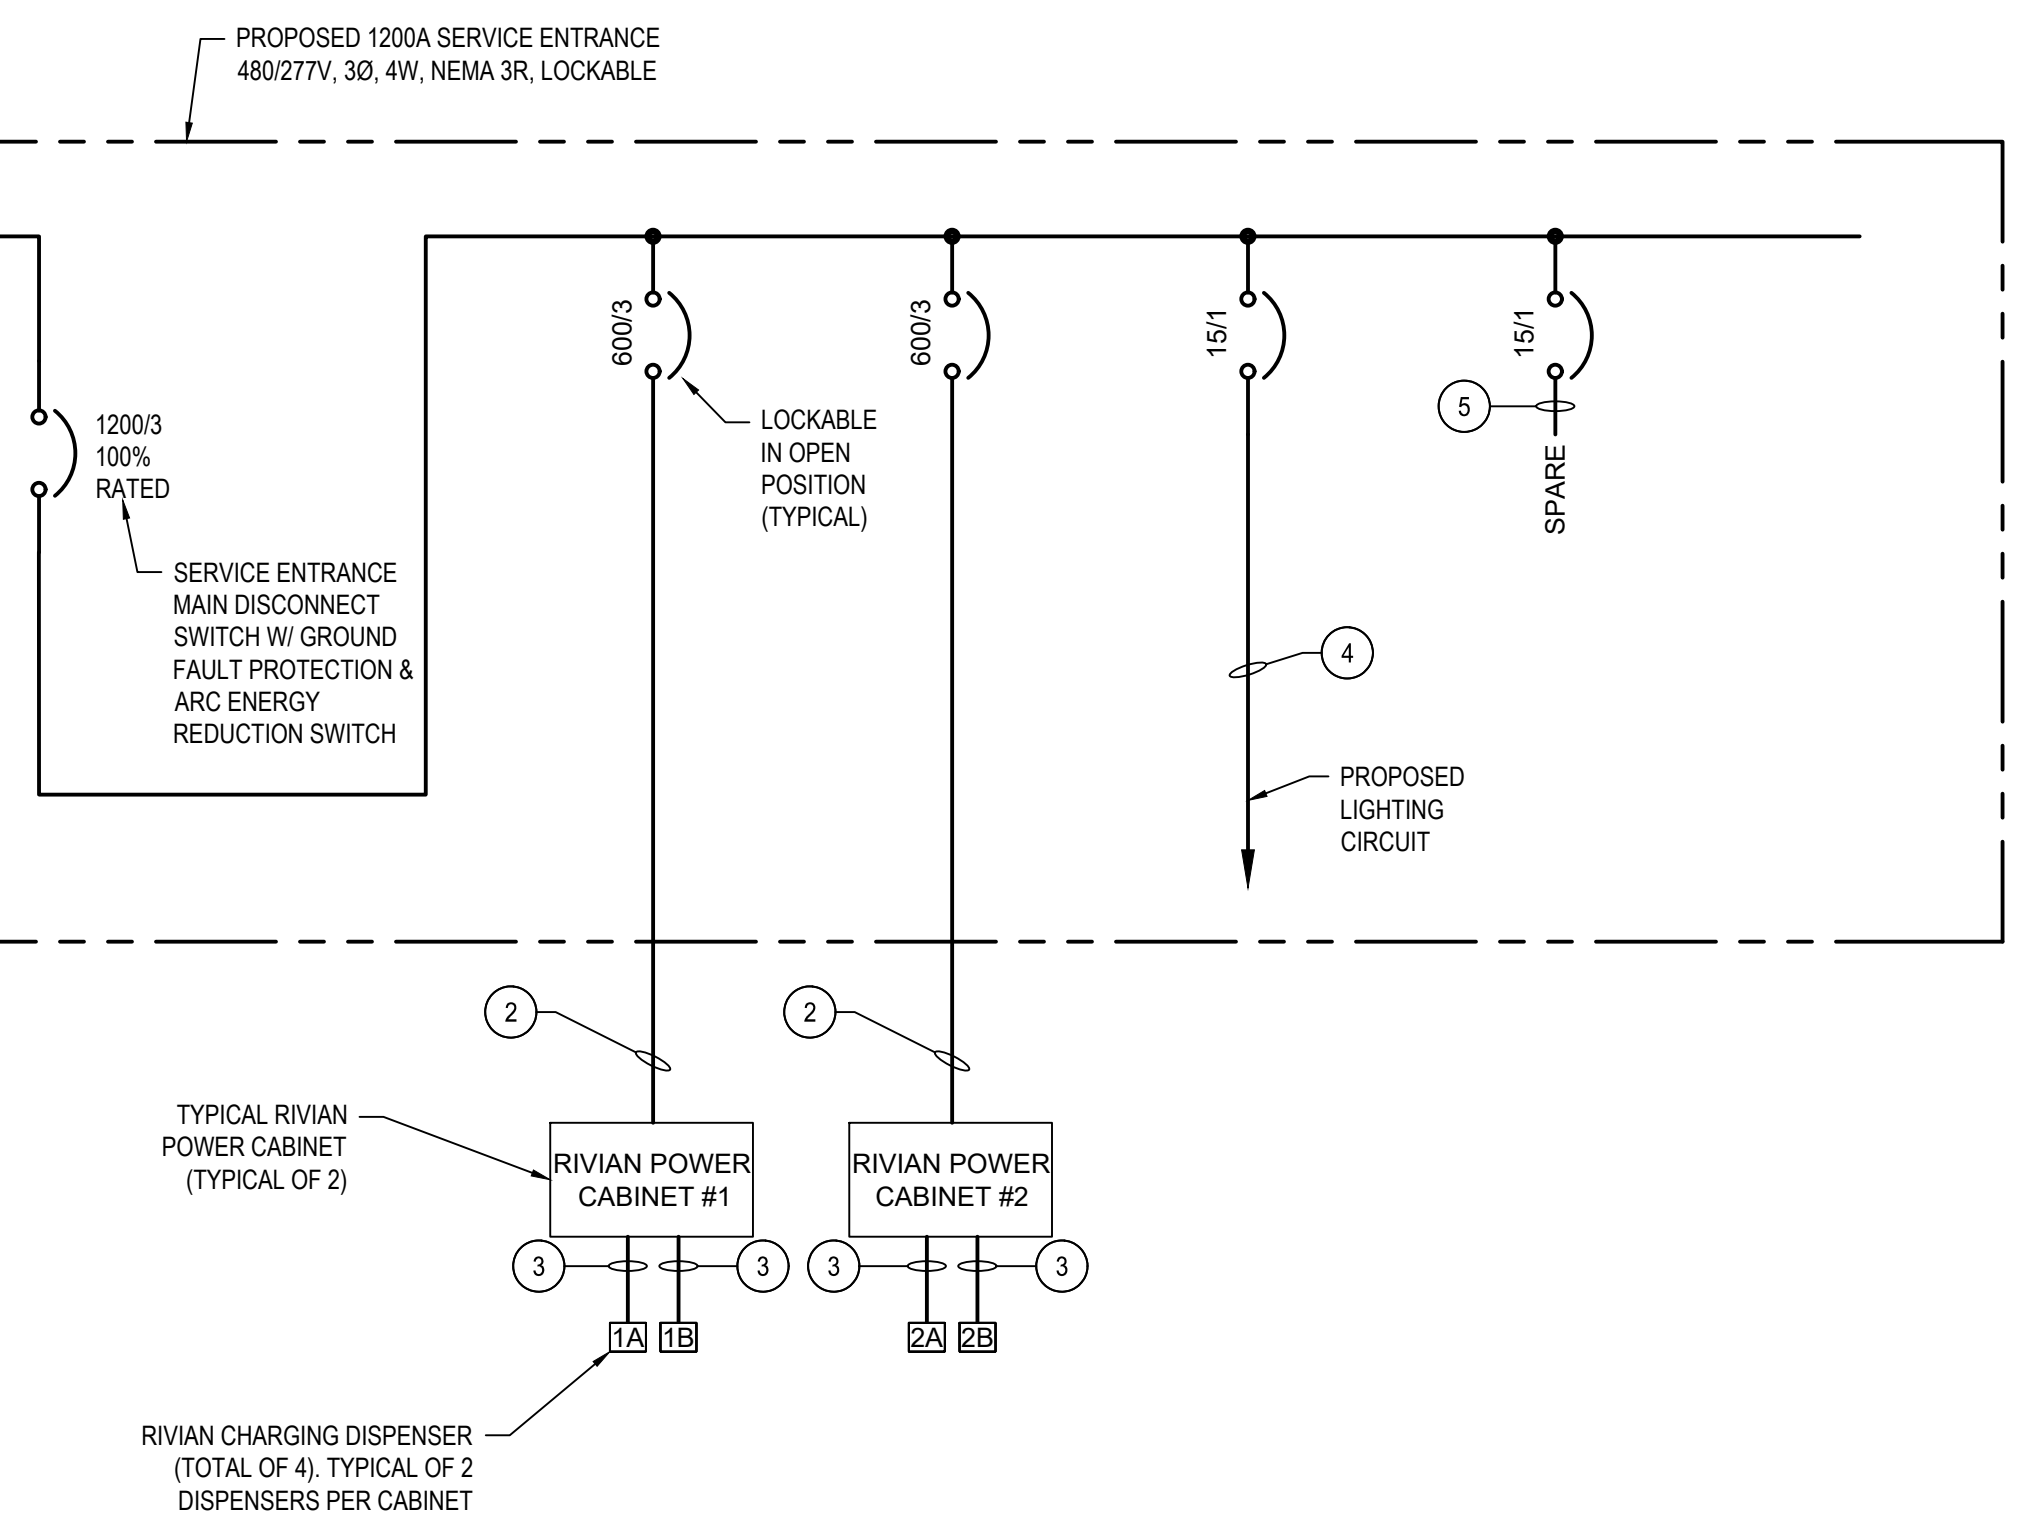 PROPOSED 1200A SERVICE ENTRANCE
480/277V, 3Ø, 4W, NEMA 3R, LOCKABLE
600/3
600/3
15/1
15/1
1200/3
100%
RATED
LOCKABLE
IN OPEN
POSITION
(TYPICAL)
5
SPARE
SERVICE ENTRANCE
MAIN DISCONNECT
SWITCH W/ GROUND
FAULT PROTECTION &
ARC ENERGY
REDUCTION SWITCH
4
PROPOSED
LIGHTING
CIRCUIT
2
2
TYPICAL RIVIAN
POWER CABINET
(TYPICAL OF 2)
RIVIAN POWER
CABINET #1
RIVIAN POWER
CABINET #2
3
3
3
3
1A
1B
2A
2B
RIVIAN CHARGING DISPENSER
(TOTAL OF 4). TYPICAL OF 2
DISPENSERS PER CABINET